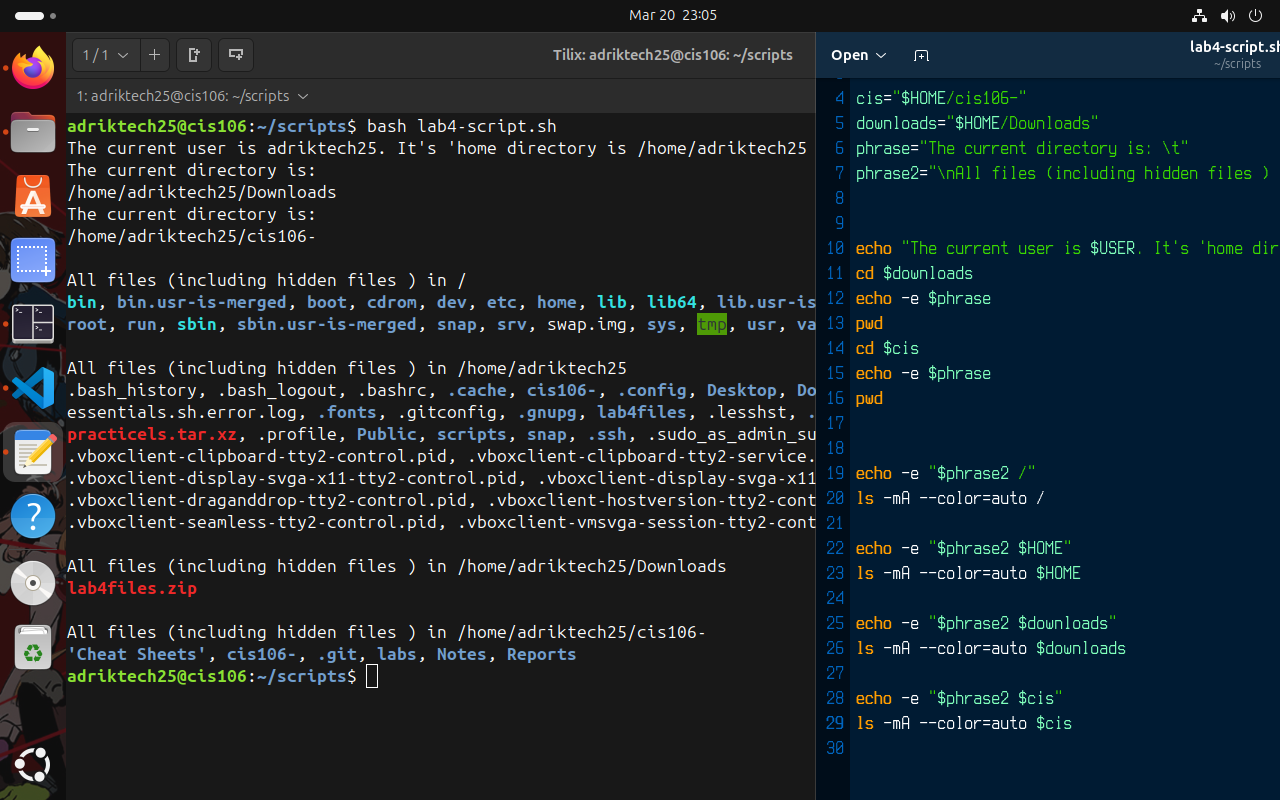 Mar 20 23:05
1 / 1
Tilix: adriktech25@cis106: ~/scripts
1: adriktech25@cis106: ~/scripts
adriktech25@cis106:~/scripts$ bash lab4-script.sh
The current user is adriktech25. It's 'home directory is /home/adriktech25
The current directory is:
/home/adriktech25/Downloads
The current directory is:
/home/adriktech25/cis106-
All files (including hidden files ) in /
bin, bin.usr-is-merged, boot, cdrom, dev, etc, home, lib, lib64, lib.usr-is
root, run, sbin, sbin.usr-is-merged, snap, srv, swap.img, sys, tmp, usr, va
All files (including hidden files ) in /home/adriktech25
.bash_history, .bash_logout, .bashrc, .cache, cis106-, .config, Desktop, Do
essentials.sh.error.log, .fonts, .gitconfig, .gnupg, lab4files, .lesshst, .
practicels.tar.xz, .profile, Public, scripts, snap, .ssh, .sudo_as_admin_su
.vboxclient-clipboard-tty2-control.pid, .vboxclient-clipboard-tty2-service.
.vboxclient-display-svga-x11-tty2-control.pid, .vboxclient-display-svga-x11
.vboxclient-draganddrop-tty2-control.pid, .vboxclient-hostversion-tty2-cont
.vboxclient-seamless-tty2-control.pid, .vboxclient-vmsvga-session-tty2-cont
All files (including hidden files ) in /home/adriktech25/Downloads
lab4files.zip
All files (including hidden files ) in /home/adriktech25/cis106-
'Cheat Sheets', cis106-, .git, labs, Notes, Reports
adriktech25@cis106:~/scripts$
Open
lab4-script.sh
~/scripts
4 cis="$HOME/cis106-"
5 downloads="$HOME/Downloads"
6 phrase="The current directory is: \t"
7 phrase2="\nAll files (including hidden files )
8
9
10 echo "The current user is $USER. It's 'home dir
11 cd $downloads
12 echo -e $phrase
13 pwd
14 cd $cis
15 echo -e $phrase
16 pwd
17
18
19 echo -e "$phrase2 /"
20 ls -mA --color=auto /
21
22 echo -e "$phrase2 $HOME"
23 ls -mA --color=auto $HOME
24
25 echo -e "$phrase2 $downloads"
26 ls -mA --color=auto $downloads
27
28 echo -e "$phrase2 $cis"
29 ls -mA --color=auto $cis
30